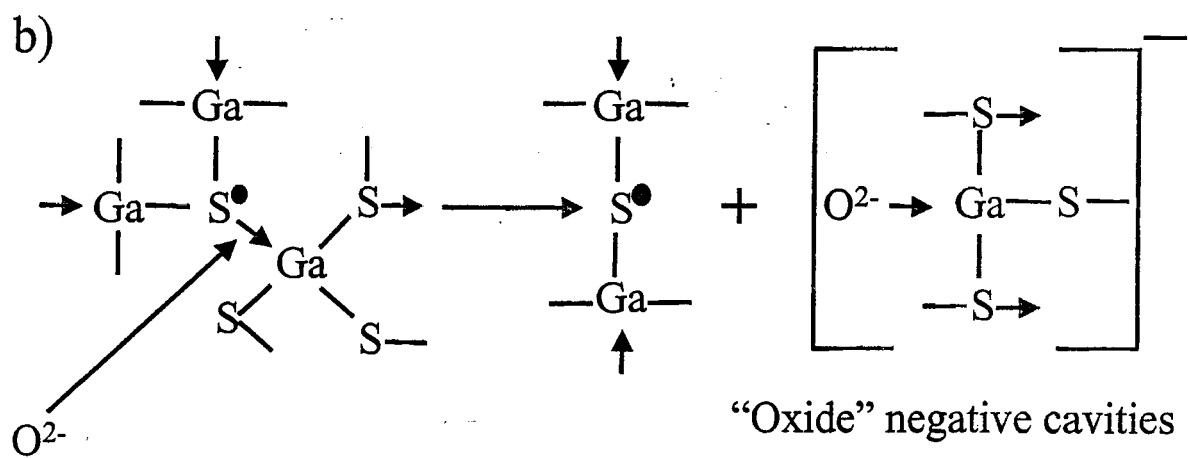 b)
Ga Ga
S S
Ga S• S• + O²⁻ Ga S
Ga
S S Ga S
O²⁻ “Oxide” negative cavities